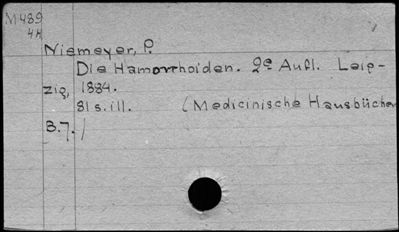 M489
4H
Niemeyer, P.
Die Hamorrhoiden. 2e Aufl. Leip-
zig, 1884.
81 s. ill. (Medicinische Hausbücher
B.7.)